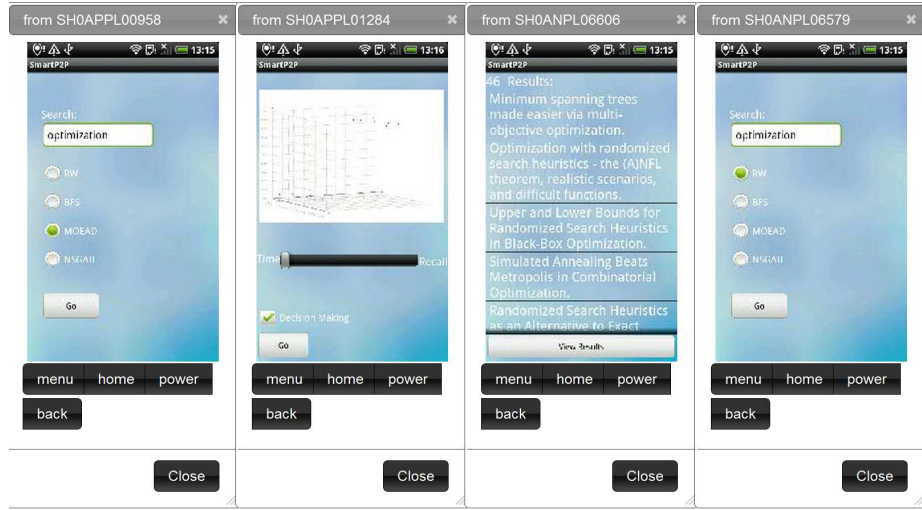 from SH0APPL00958
13:15
SmartP2P
Search:
optimization
RW
BFS
MOEAD
NSGAII
Go
menu home power
back
Close
from SH0APPL01284
13:16
SmartP2P
Time
Recall
Decision Making
Go
menu home power
back
Close
from SH0ANPL06606
13:15
SmartP2P
46 Results:
Minimum spanning trees
made easier via multi-
objective optimization.
Optimization with randomized
search heuristics - the (A)NFL
theorem, realistic scenarios,
and difficult functions.
Upper and Lower Bounds for
Randomized Search Heuristics
in Black-Box Optimization.
Simulated Annealing Beats
Metropolis in Combinatorial
Optimization.
Randomized Search Heuristics
as an Alternative to Exact
View Results
menu home power
back
Close
from SH0ANPL06579
13:15
SmartP2P
Search:
optimization
RW
BFS
MOEAD
NSGAII
Go
menu home power
back
Close